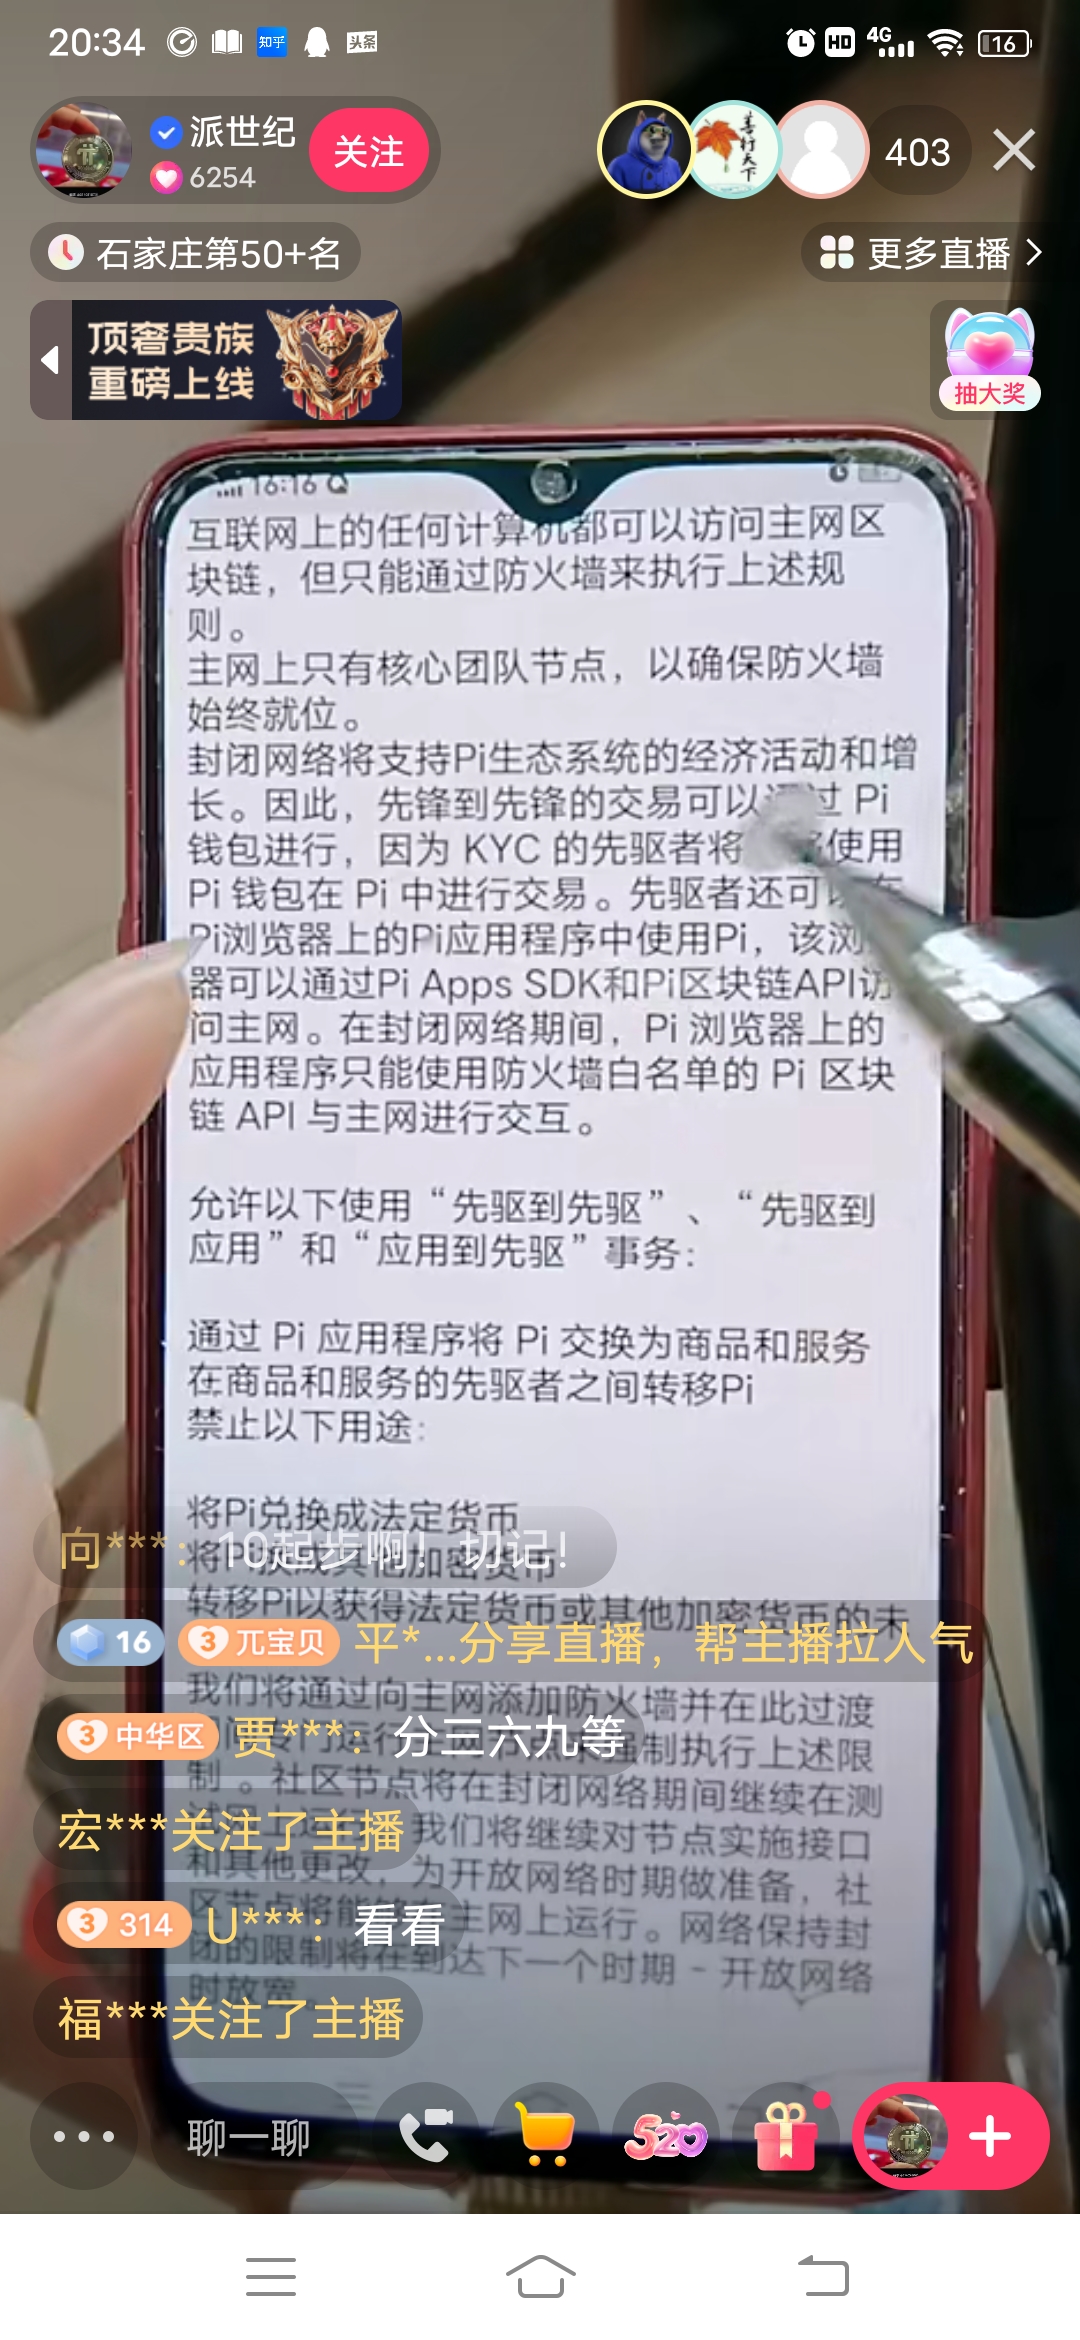 20:34
知乎
头条
HD
4G
16
派世纪
6254
关注
403
石家庄第50+名
更多直播
顶奢贵族
重磅上线
抽大奖
16:16
互联网上的任何计算机都可以访问主网区
块链，但只能通过防火墙来执行上述规
则。
主网上只有核心团队节点，以确保防火墙
始终就位。
封闭网络将支持Pi生态系统的经济活动和增
长。因此，先锋到先锋的交易可以通过 Pi
钱包进行，因为 KYC 的先驱者将 使用
Pi 钱包在 Pi 中进行交易。先驱者还可以在
Pi浏览器上的Pi应用程序中使用Pi，该浏
器可以通过Pi Apps SDK和Pi区块链API访
问主网。在封闭网络期间，Pi 浏览器上的
应用程序只能使用防火墙白名单的 Pi 区块
链 API 与主网进行交互。
允许以下使用“先驱到先驱”、“先驱到
应用”和“应用到先驱”事务:
通过 Pi 应用程序将 Pi 交换为商品和服务
在商品和服务的先驱者之间转移Pi
禁止以下用途:
将Pi兑换成法定货币
向***：10起步啊！切记！
将Pi换成其他加密货币
转移Pi以获得法定货币或其他加密货币的未
16
3 兀宝贝 平*...分享直播，帮主播拉人气
我们将通过向主网添加防火墙并在此过渡
3 中华区 贾***：分三六九等
强制执行上述限
制。社区节点将在封闭网络期间继续在测
宏***关注了主播
我们将继续对节点实施接口
和其他更改，为开放网络时期做准备，社
3 314 U***：看看
区节点将能够在主网上运行。网络保持封
闭的限制将在到达下一个时期 - 开放网络
时放宽。
福***关注了主播
聊一聊
520